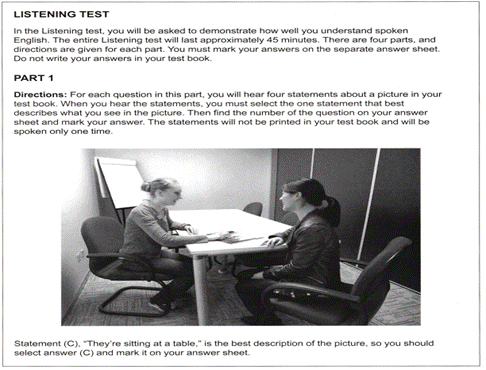 LISTENING TEST
In the Listening test, you will be asked to demonstrate how well you understand spoken
English. The entire Listening test will last approximately 45 minutes. There are four parts, and
directions are given for each part. You must mark your answers on the separate answer sheet.
Do not write your answers in your test book.
PART 1
Directions: For each question in this part, you will hear four statements about a picture in your
test book. When you hear the statements, you must select the one statement that best
describes what you see in the picture. Then find the number of the question on your answer
sheet and mark your answer. The statements will not be printed in your test book and will be
spoken only one time.
Statement (C), “They’re sitting at a table,” is the best description of the picture, so you should
select answer (C) and mark it on your answer sheet.